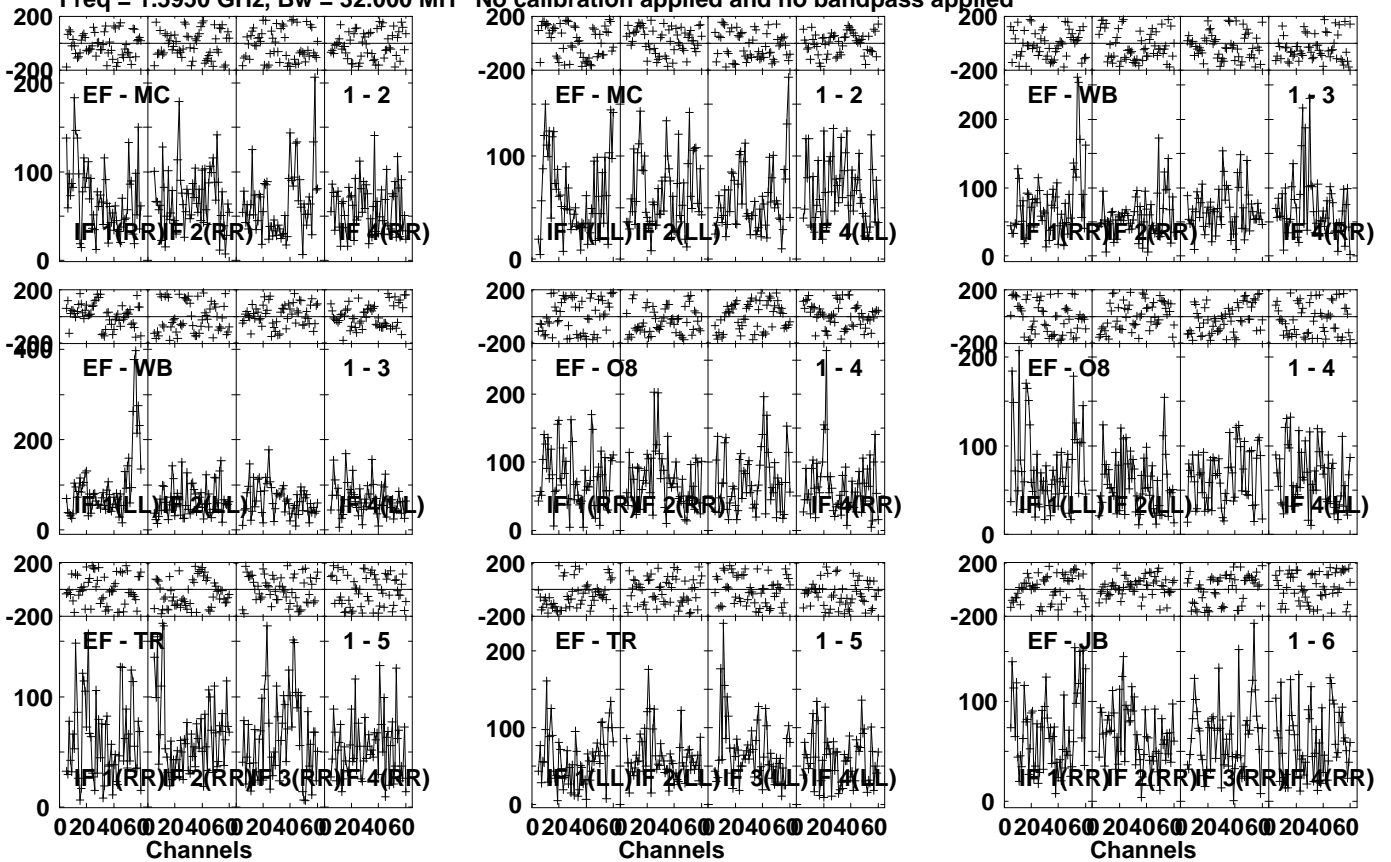 Freq = 1.5950 GHz, Bw = 32.000 MH No calibration applied and no bandpass applied
200
-200
200
100
0
EF - MC
1 - 2
IF 1(RR)
IF 2(RR)
IF 4(RR)
200
-200
100
0
EF - MC
1 - 2
IF 1(LL)
IF 2(LL)
IF 4(LL)
200
-200
200
100
0
EF - WB
1 - 3
IF 1(RR)
IF 2(RR)
IF 4(RR)
200
-200
400
200
0
EF - WB
1 - 3
IF 1(LL)
IF 2(LL)
IF 4(LL)
200
-200
200
100
0
EF - O8
1 - 4
IF 1(RR)
IF 2(RR)
IF 4(RR)
200
-200
200
100
0
EF - O8
1 - 4
IF 1(LL)
IF 2(LL)
IF 4(LL)
200
-200
100
0
EF - TR
1 - 5
IF 1(RR)
IF 2(RR)
IF 3(RR)
IF 4(RR)
0 20 40 60 0 20 40 60 0 20 40 60 0 20 40 60
Channels
200
-200
200
100
0
EF - TR
1 - 5
IF 1(LL)
IF 2(LL)
IF 3(LL)
IF 4(LL)
0 20 40 60 0 20 40 60 0 20 40 60 0 20 40 60
Channels
200
-200
100
0
EF - JB
1 - 6
IF 1(RR)
IF 2(RR)
IF 3(RR)
IF 4(RR)
0 20 40 60 0 20 40 60 0 20 40 60 0 20 40 60
Channels